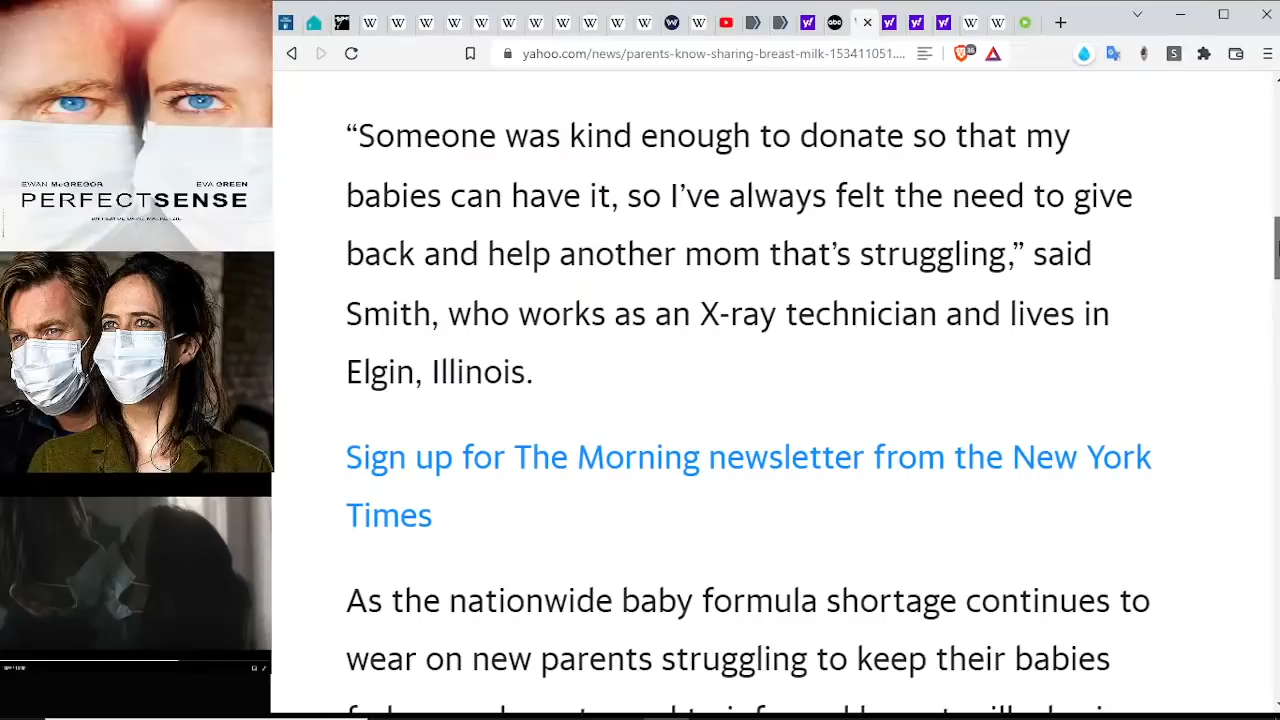 yahoo.com/news/parents-know-sharing-breast-milk-153411051....
EWAN McGREGOR EVA GREEN
PERFECTSENSE
“Someone was kind enough to donate so that my
babies can have it, so I’ve always felt the need to give
back and help another mom that’s struggling,” said
Smith, who works as an X-ray technician and lives in
Elgin, Illinois.
Sign up for The Morning newsletter from the New York
Times
As the nationwide baby formula shortage continues to
wear on new parents struggling to keep their babies